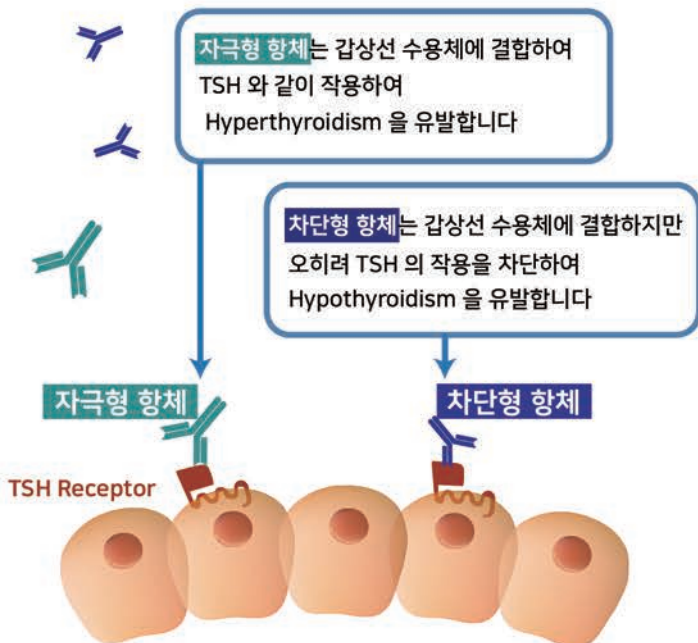 자극형 항체는 갑상선 수용체에 결합하여
TSH 와 같이 작용하여
Hyperthyroidism 을 유발합니다
차단형 항체는 갑상선 수용체에 결합하지만
오히려 TSH 의 작용을 차단하여
Hypothyroidism 을 유발합니다
자극형 항체
차단형 항체
TSH Receptor